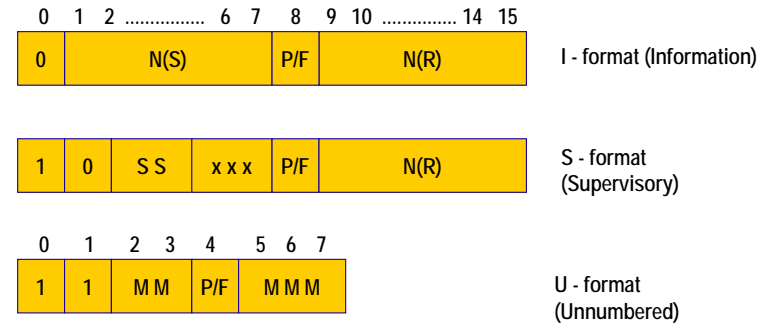 0 1 2 ............... 6 7 8 9 10 .............. 14 15
0 N(S) P/F N(R) I - format (Information)
1 0 S S x x x P/F N(R) S - format
(Supervisory)
0 1 2 3 4 5 6 7
1 1 M M P/F M M M U - format
(Unnumbered)